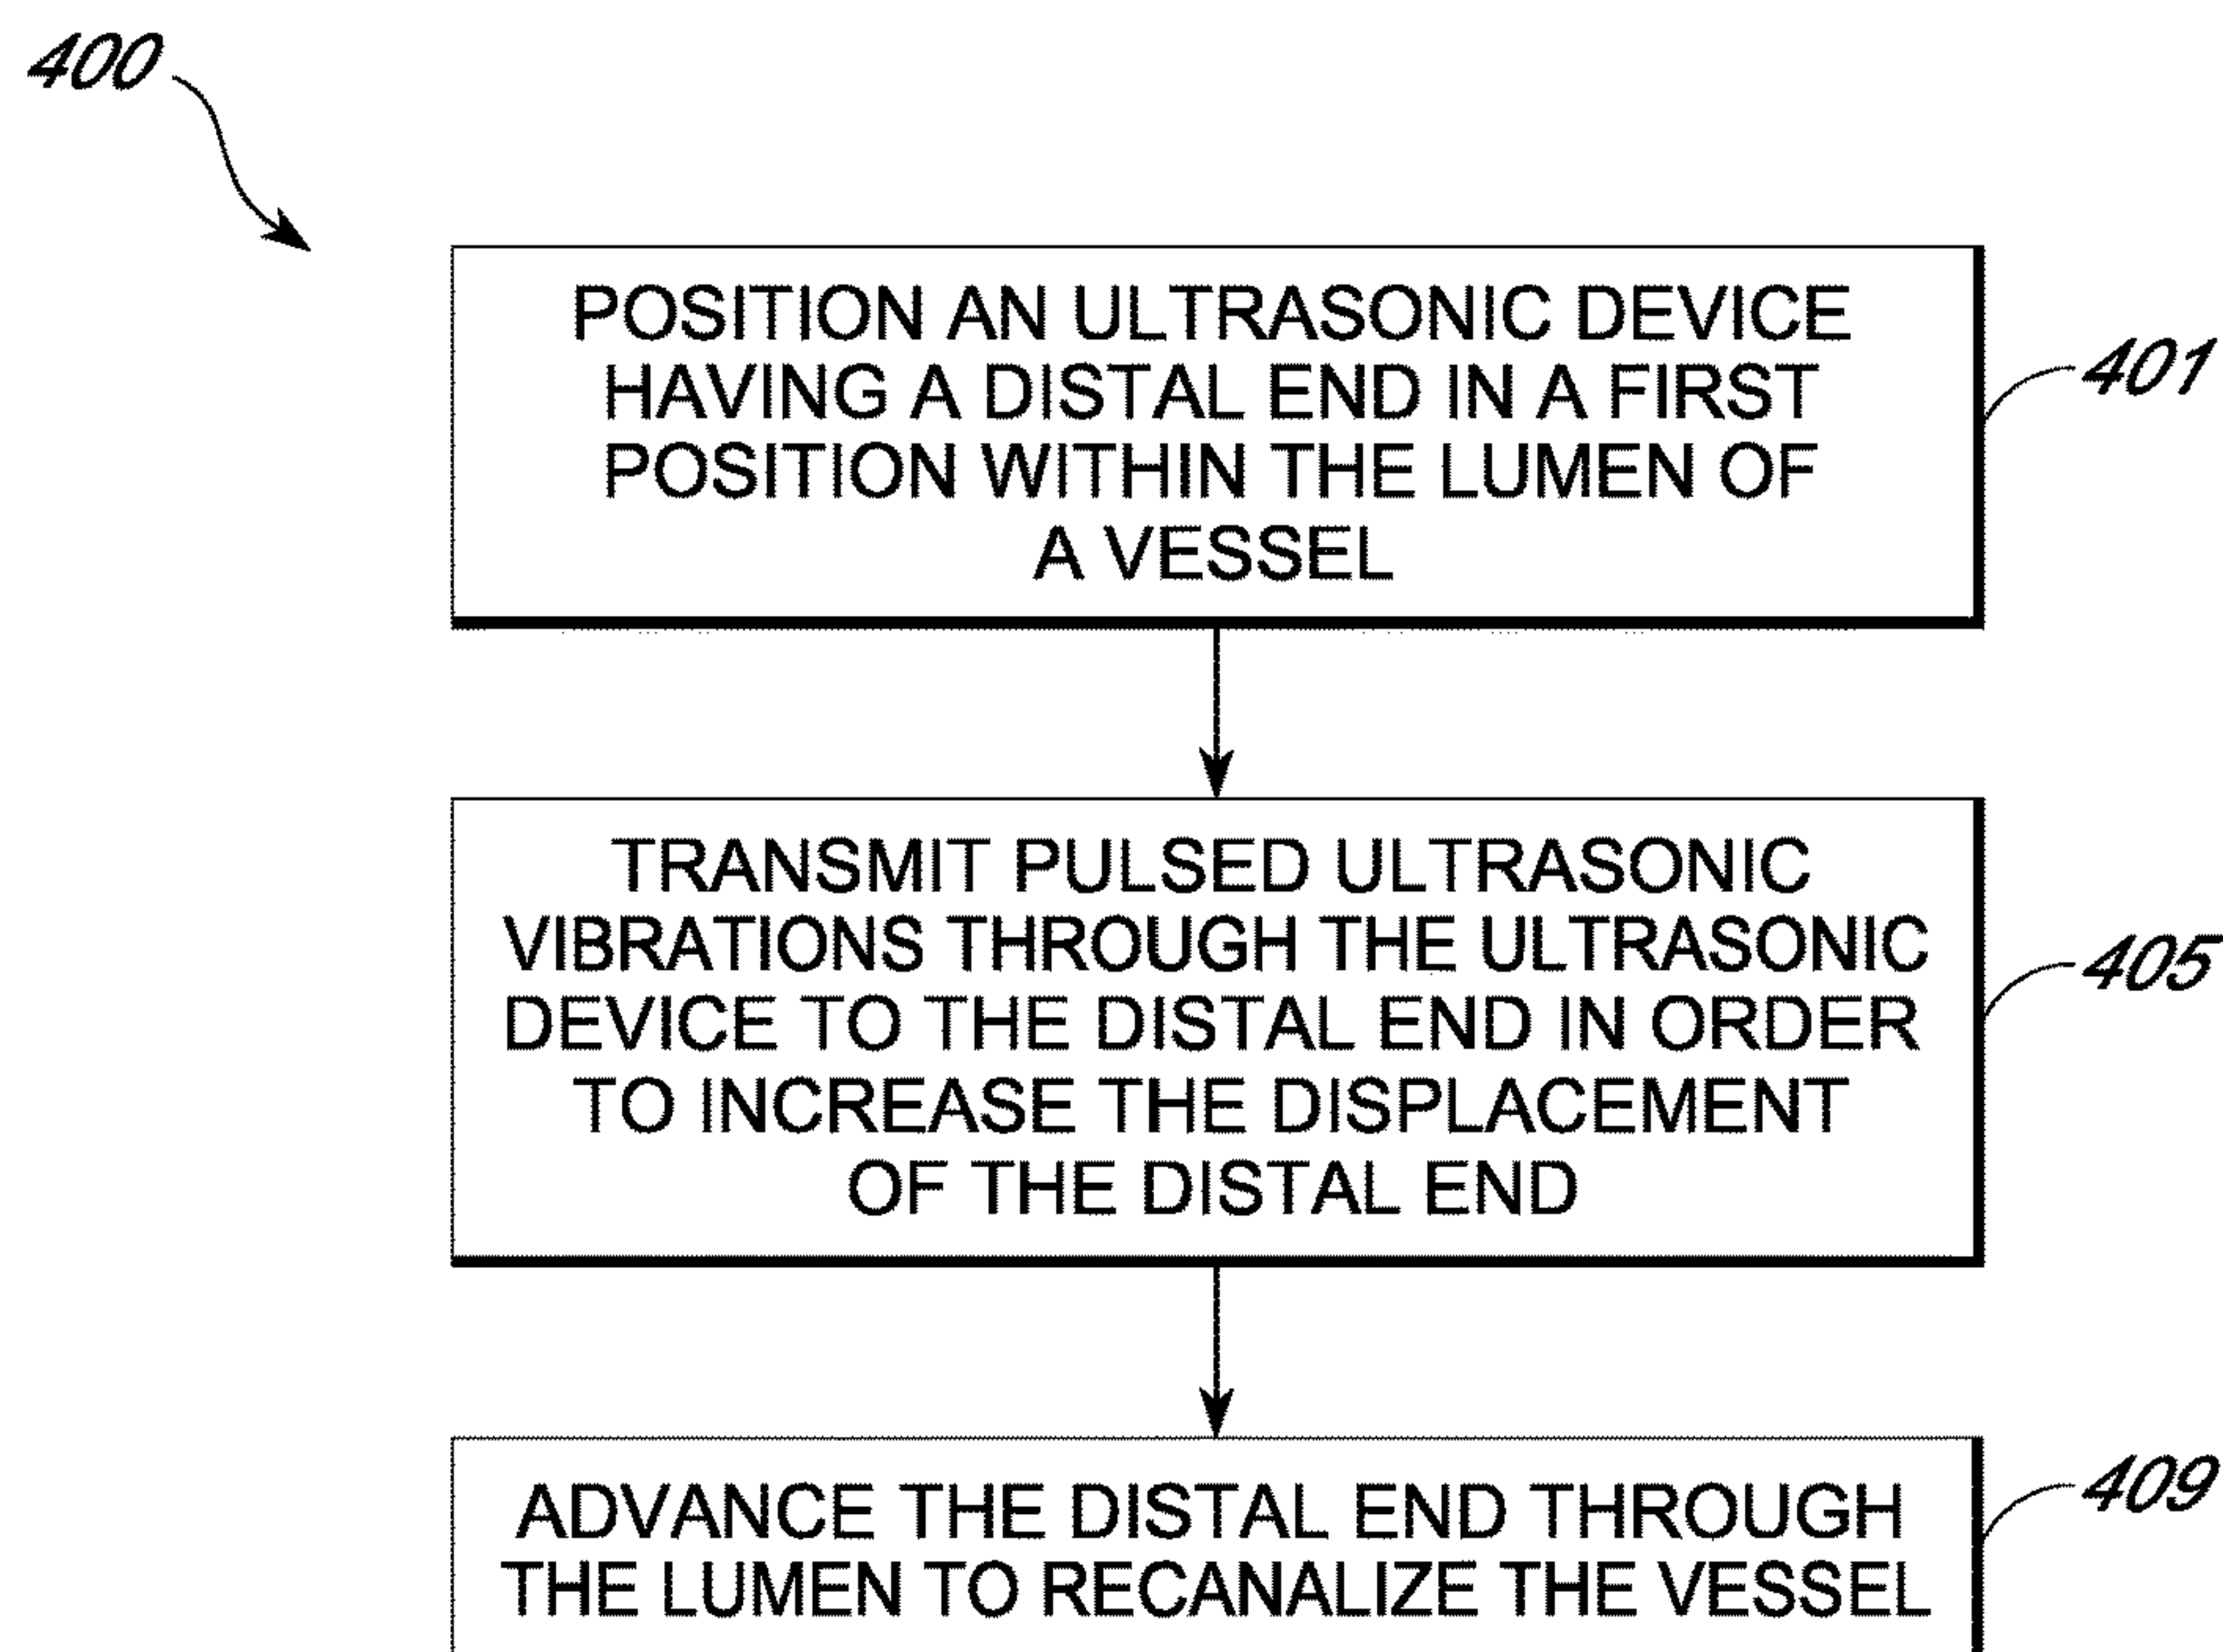 400
POSITION AN ULTRASONIC DEVICE
HAVING A DISTAL END IN A FIRST
POSITION WITHIN THE LUMEN OF
A VESSEL
401
TRANSMIT PULSED ULTRASONIC
VIBRATIONS THROUGH THE ULTRASONIC
DEVICE TO THE DISTAL END IN ORDER
TO INCREASE THE DISPLACEMENT
OF THE DISTAL END
405
ADVANCE THE DISTAL END THROUGH
THE LUMEN TO RECANALIZE THE VESSEL
409